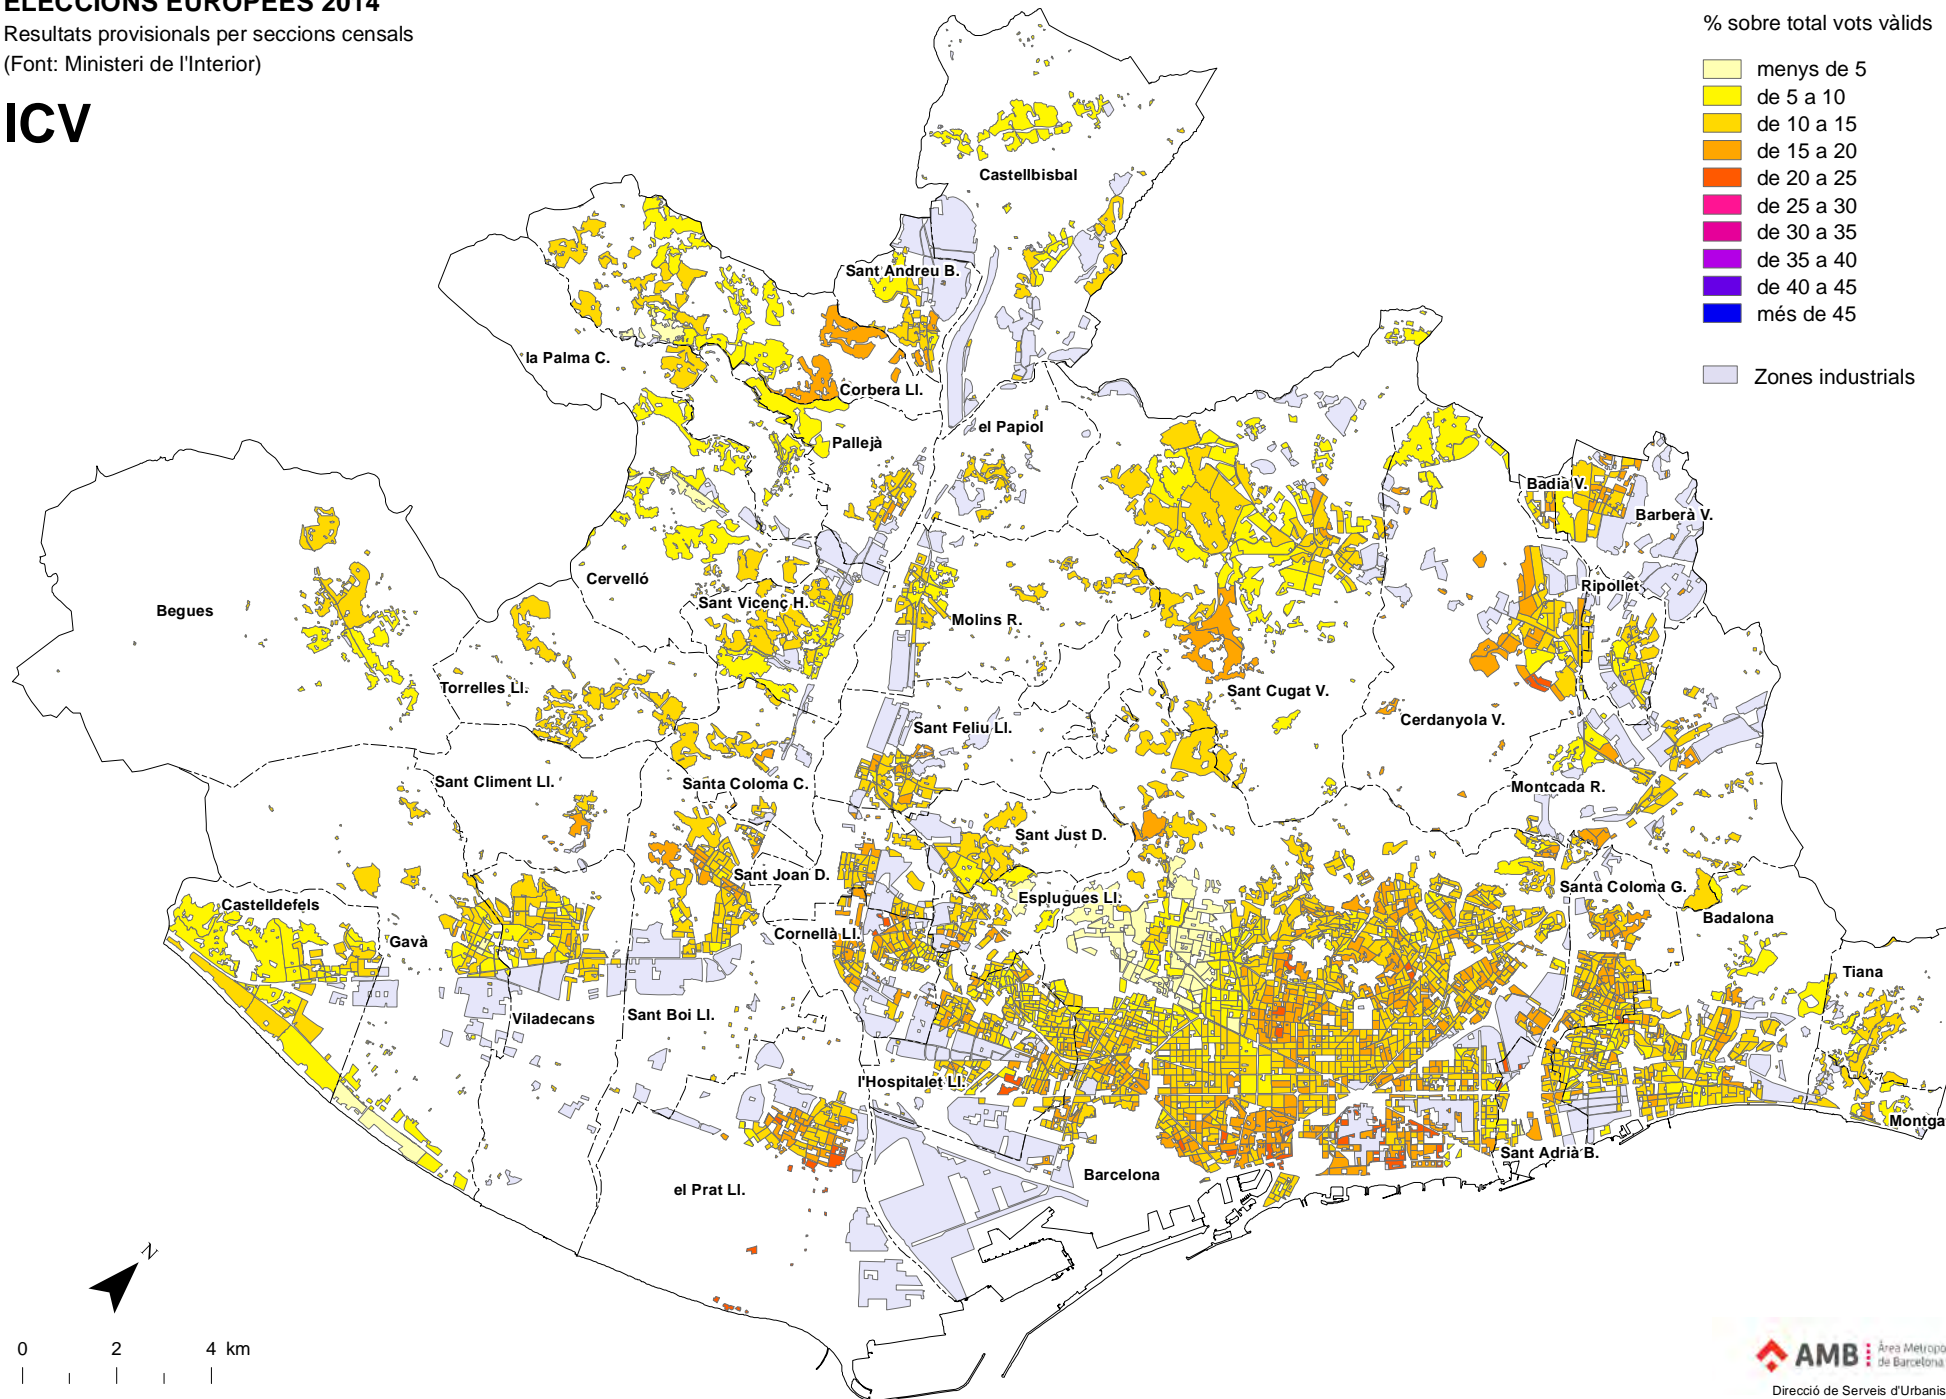 ELECCIONS EUROPEES 2014
Resultats provisionals per seccions censals
(Font: Ministeri de l'Interior)
ICV
% sobre total vots vàlids
menys de 5
de 5 a 10
de 10 a 15
de 15 a 20
de 20 a 25
de 25 a 30
de 30 a 35
de 35 a 40
de 40 a 45
més de 45
Zones industrials
Castellbisbal
Sant Andreu B.
la Palma C.
Corbera Ll.
Pallejà
el Papiol
Badia V.
Barberà V.
Cervelló
Sant Vicenç H.
Ripollet
Begues
Molins R.
Torrelles Ll.
Sant Cugat V.
Cerdanyola V.
Sant Feliu Ll.
Sant Climent Ll.
Santa Coloma C.
Montcada R.
Sant Just D.
Sant Joan D.
Santa Coloma G.
Esplugues Ll.
Castelldefels
Badalona
Gavà
Cornellà Ll.
Tiana
Viladecans
Sant Boi Ll.
l'Hospitalet Ll.
Montga
Sant Adrià B.
Barcelona
el Prat Ll.
N
0 2 4 km
AMB
Àrea Metropo
de Barcelona
Direcció de Serveis d'Urbanis